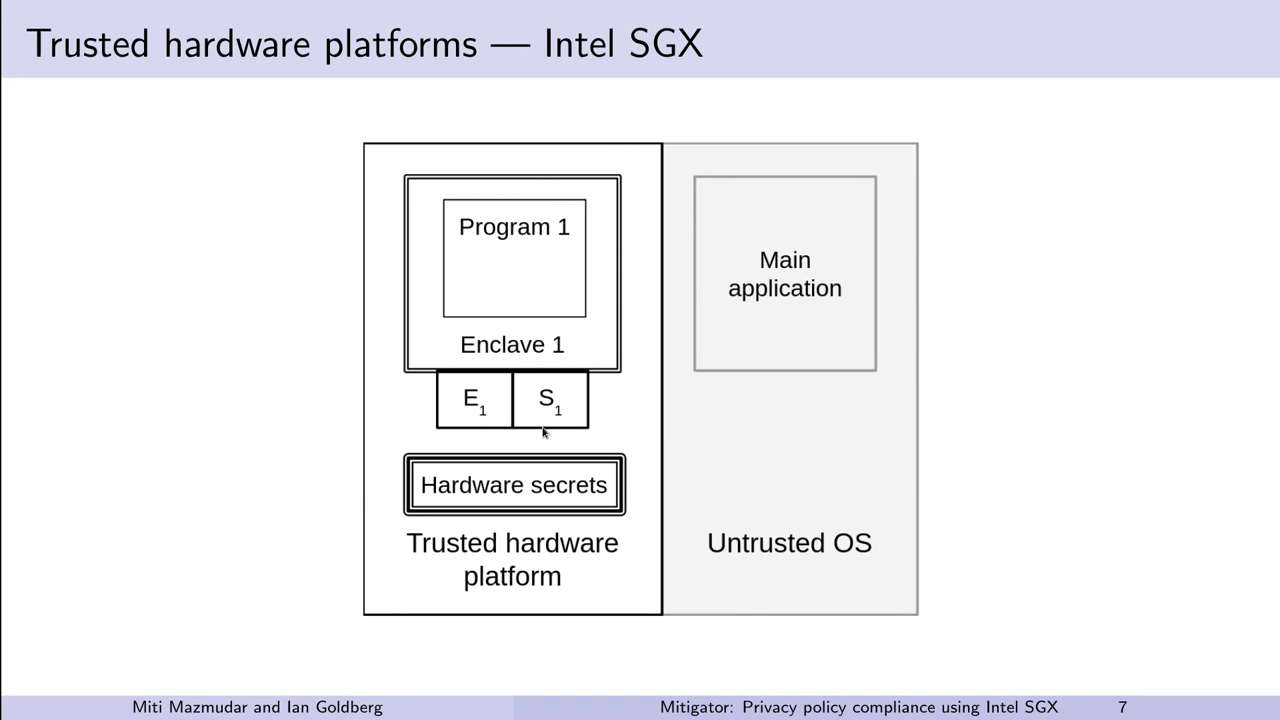 Trusted hardware platforms — Intel SGX
Program 1
Enclave 1
E1 S1
Hardware secrets
Trusted hardware
platform
Main
application
Untrusted OS
Miti Mazmudar and Ian Goldberg Mitigator: Privacy policy compliance using Intel SGX 7